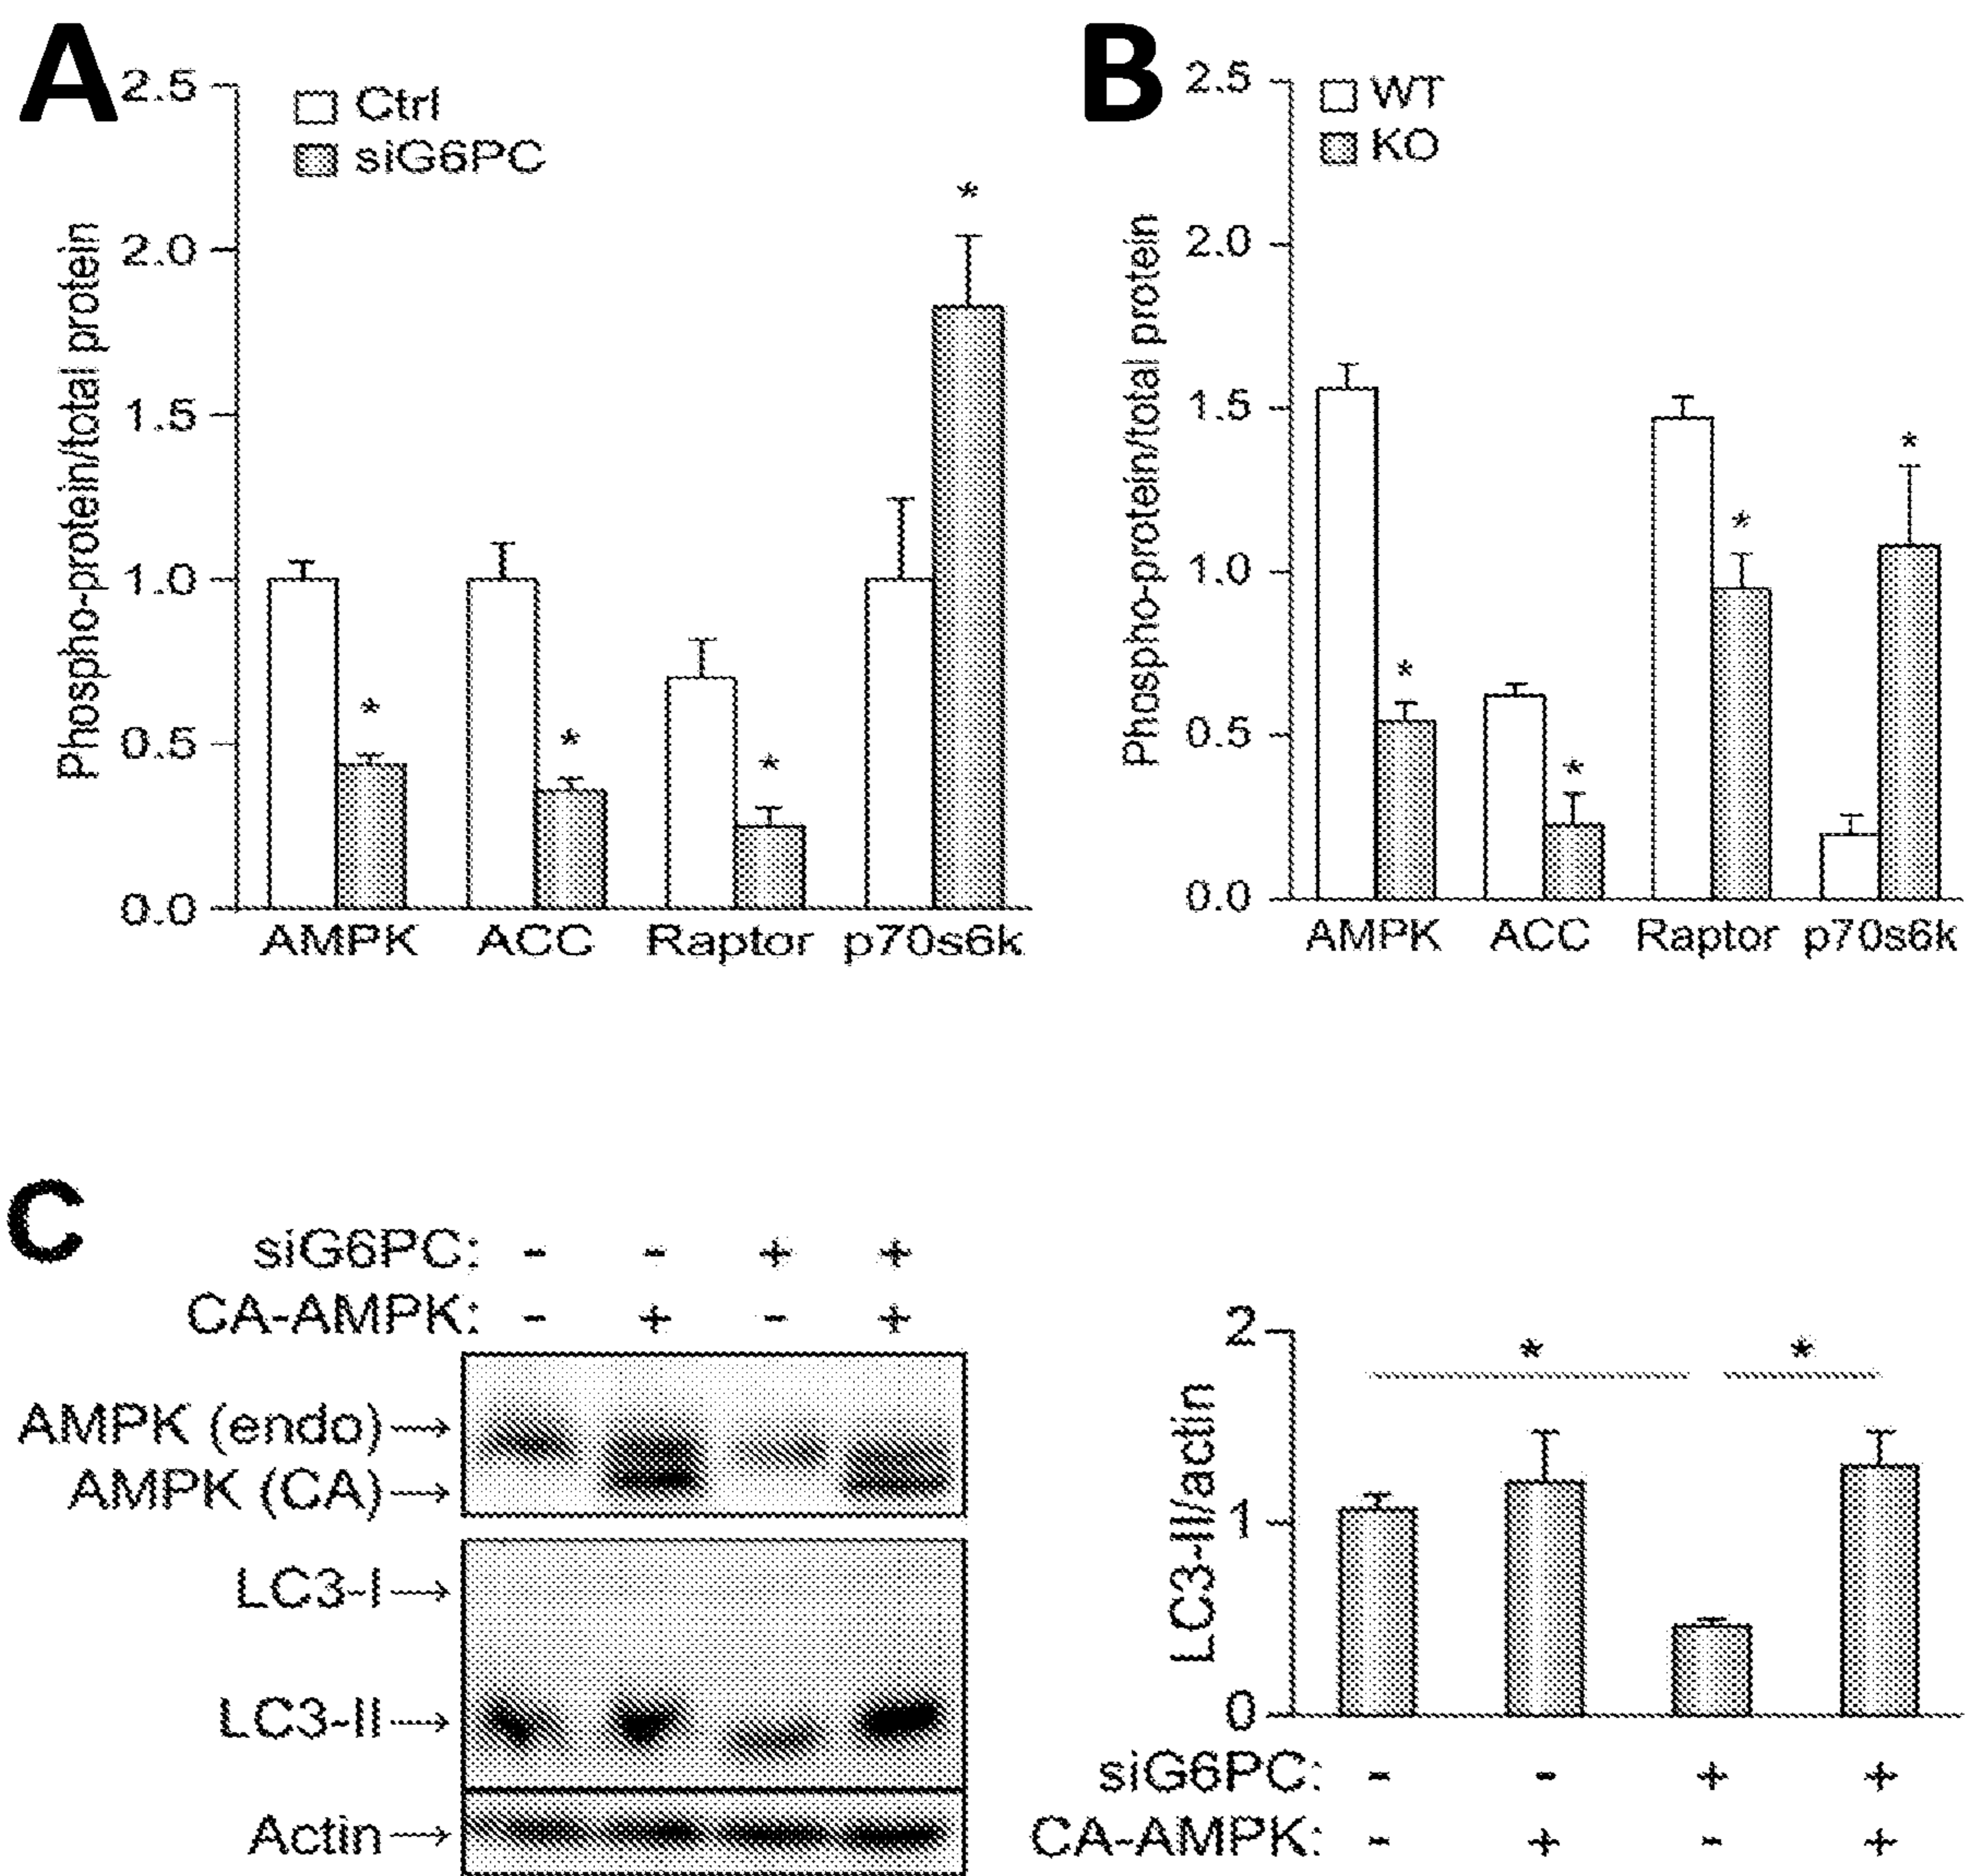 A
2.5
2.0
1.5
1.0
0.5
0.0
Phospho-protein/total protein
Ctrl
siG6PC
*
* * *
AMPK ACC Raptor p70s6k
B
2.5
2.0
1.5
1.0
0.5
0.0
Phospho-protein/total protein
WT
KO
*
*
*
*
AMPK ACC Raptor p70s6k
C
siG6PC: - - + +
CA-AMPK: - + - +
AMPK (endo)→
AMPK (CA)→
LC3-I→
LC3-II→
Actin→
2
1
0
LC3-II/actin
* *
siG6PC: - - + +
CA-AMPK: - + - +